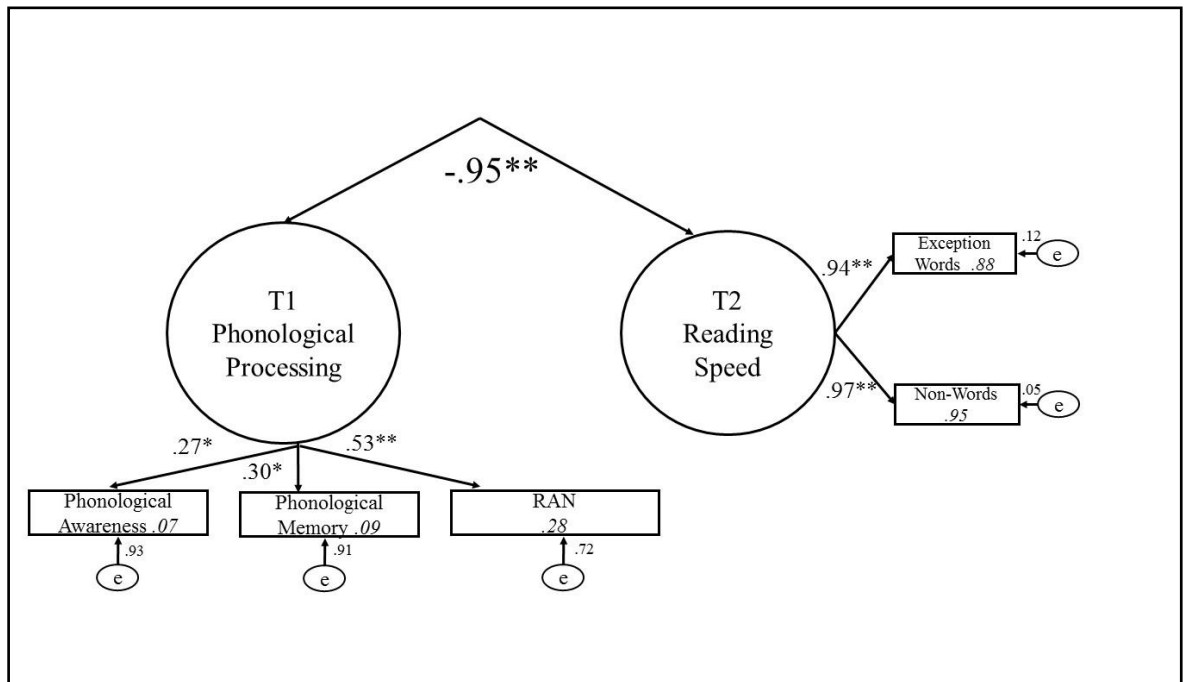 -.95**
T1
Phonological
Processing
T2
Reading
Speed
.94**
Exception
Words .88
.12
e
.97**
Non-Words
.95
.05
e
.27*
.30*
.53**
Phonological
Awareness .07
.93
e
Phonological
Memory .09
.91
e
RAN
.28
.72
e